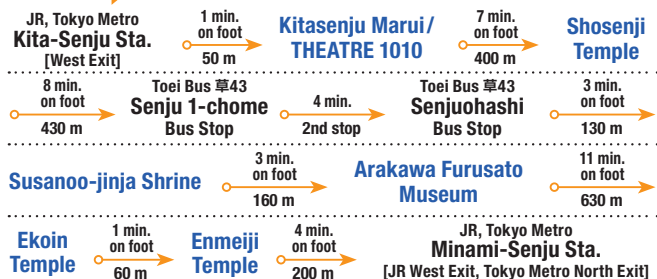 JR, Tokyo Metro
Kita-Senju Sta.
[West Exit]
1 min.
on foot
50 m
Kitasenju Marui/
THEATRE 1010
7 min.
on foot
400 m
Shosenji
Temple
8 min.
on foot
430 m
Toei Bus 草43
Senju 1-chome
Bus Stop
4 min.
2nd stop
Toei Bus 草43
Senjuohashi
Bus Stop
3 min.
on foot
130 m
Susanoo-jinja Shrine
3 min.
on foot
160 m
Arakawa Furusato
Museum
11 min.
on foot
630 m
Ekoin
Temple
1 min.
on foot
60 m
Enmeiji
Temple
4 min.
on foot
200 m
JR, Tokyo Metro
Minami-Senju Sta.
[JR West Exit, Tokyo Metro North Exit]